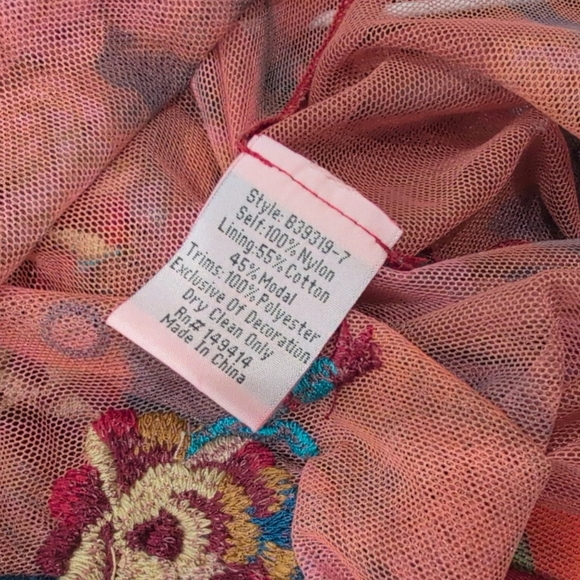 Style: B39319-7
Self:100% Nylon
Lining:55% Cotton
45% Modal
Trims: 100% Polyester
Exclusive Of Decoration
Dry Clean Only
Rn# 149414
Made In China